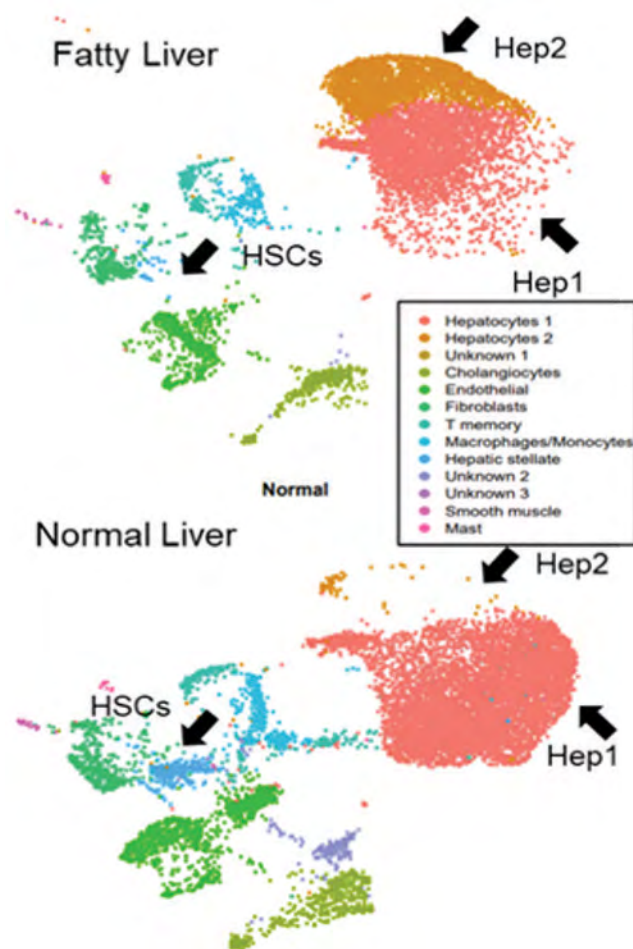 Fatty Liver
Hep2
HSCs
Hep1
Hepatocytes 1
Hepatocytes 2
Unknown 1
Cholangiocytes
Endothelial
Fibroblasts
T memory
Macrophages/Monocytes
Hepatic stellate
Unknown 2
Unknown 3
Smooth muscle
Mast
Normal
Normal Liver
Hep2
HSCs
Hep1